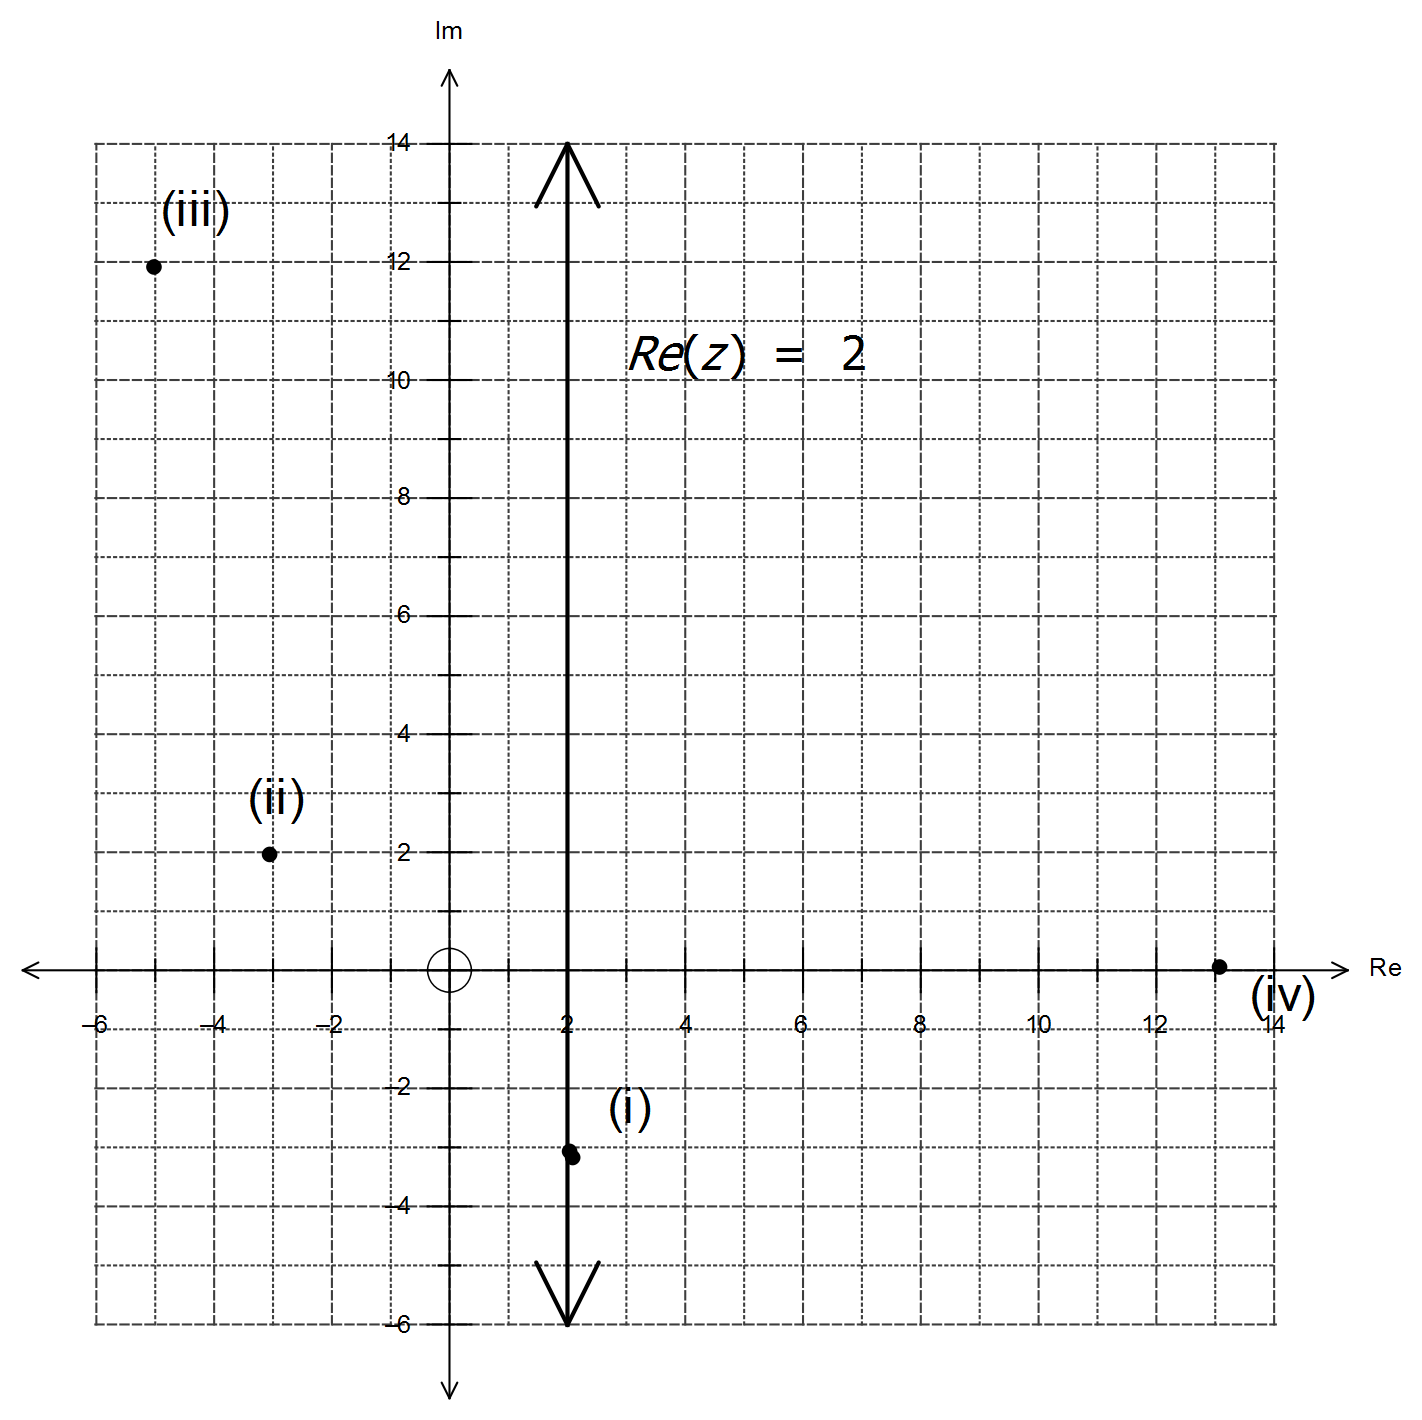 Im
14
(iii)
12
Re(z) = 2
10
8
6
4
(ii)
2
Re
(iv)
–6 –4 –2 2 4 6 8 10 12 14
–2
(i)
–4
–6